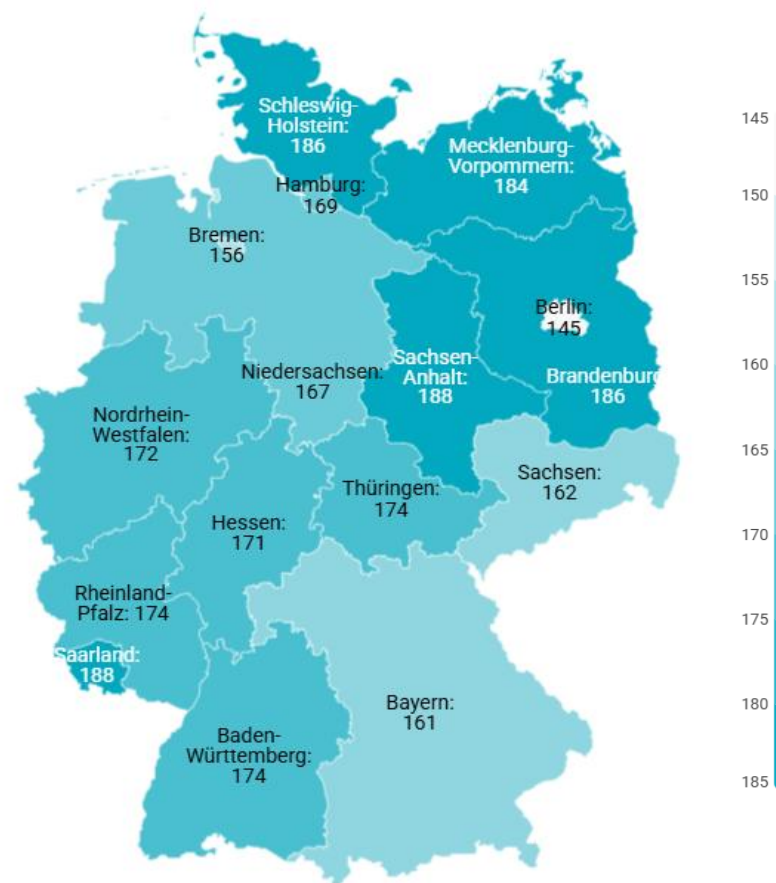 Schleswig-
Holstein:
186
Mecklenburg-
Vorpommern:
184
Hamburg:
169
Bremen:
156
Berlin:
145
Niedersachsen:
167
Sachsen-
Anhalt:
188
Brandenburg
186
Nordrhein-
Westfalen:
172
Sachsen:
162
Thüringen:
174
Hessen:
171
Rheinland-
Pfalz: 174
Saarland:
188
Bayern:
161
Baden-
Württemberg:
174
145
150
155
160
165
170
175
180
185